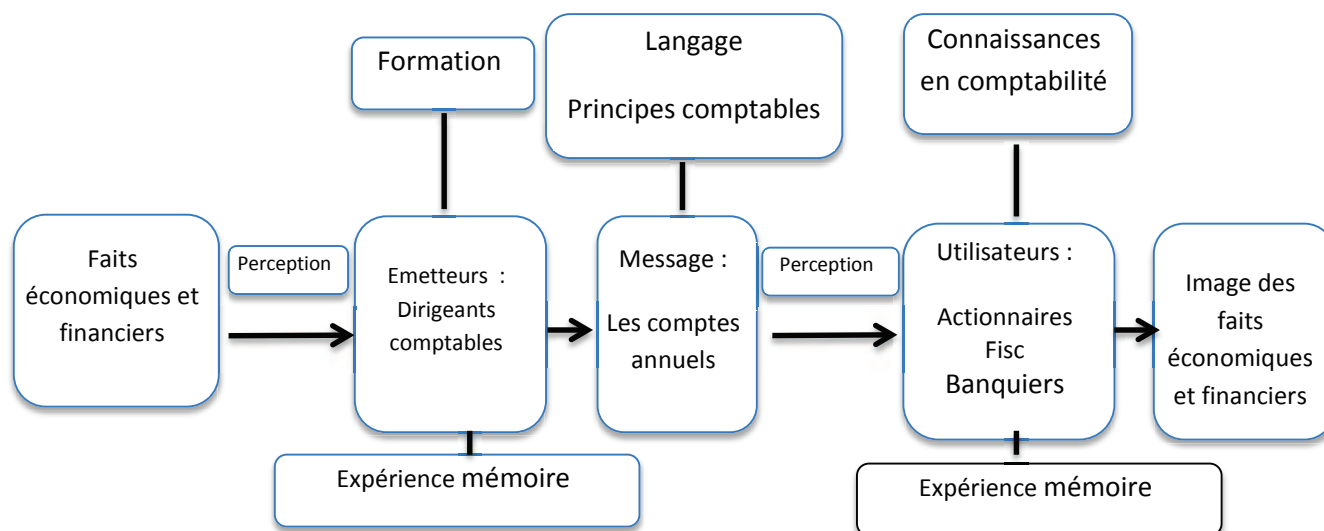 Formation
Langage
Principes comptables
Connaissances
en comptabilité
Faits
économiques et
financiers
Perception
Emetteurs :
Dirigeants
comptables
Message :
Les comptes
annuels
Perception
Utilisateurs :
Actionnaires
Fisc
Banquiers
Image des
faits
économiques
et financiers
Expérience mémoire
Expérience mémoire